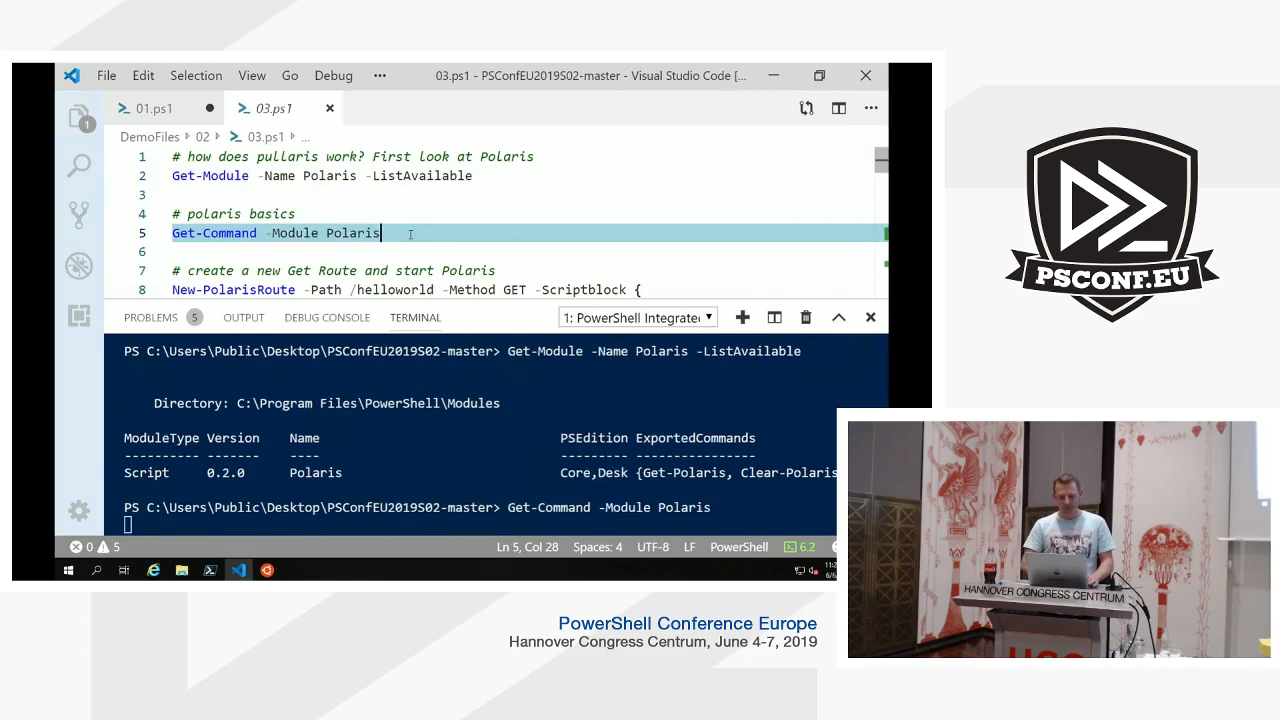 File Edit Selection View Go Debug ··· 03.ps1 - PSConfEU2019S02-master - Visual Studio Code [...
01.ps1 03.ps1
DemoFiles 02 03.ps1 ...
1 # how does pullaris work? First look at Polaris
2 Get-Module -Name Polaris -ListAvailable
3
4 # polaris basics
5 Get-Command -Module Polaris
6
7 # create a new Get Route and start Polaris
8 New-PolarisRoute -Path /helloworld -Method GET -Scriptblock {
PROBLEMS 5 OUTPUT DEBUG CONSOLE TERMINAL 1: PowerShell Integrate
PS C:\Users\Public\Desktop\PSConfEU2019S02-master> Get-Module -Name Polaris -ListAvailable
Directory: C:\Program Files\PowerShell\Modules
ModuleType Version Name PSEdition ExportedCommands
---------- ------- ---- --------- ----------------
Script 0.2.0 Polaris Core,Desk {Get-Polaris, Clear-Polaris
PS C:\Users\Public\Desktop\PSConfEU2019S02-master> Get-Command -Module Polaris
0 5 Ln 5, Col 28 Spaces: 4 UTF-8 LF PowerShell 6.2
1
PSCONF.EU
HANNOVER CONGRESS CENTRUM
PowerShell Conference Europe
Hannover Congress Centrum, June 4-7, 2019